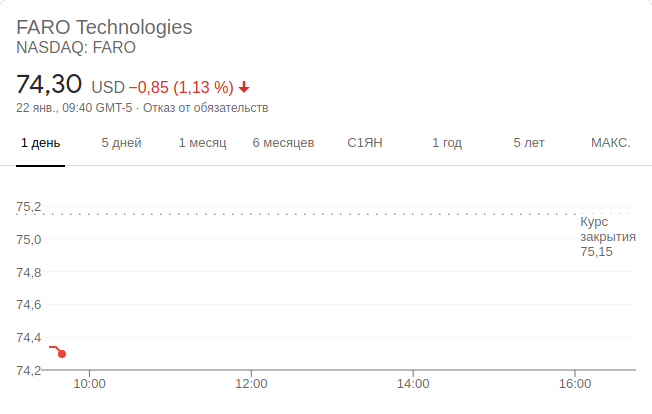 FARO Technologies
NASDAQ: FARO
74,30 USD −0,85 (1,13 %)
22 янв., 09:40 GMT-5 · Отказ от обязательств
1 день 5 дней 1 месяц 6 месяцев С1ЯН 1 год 5 лет МАКС.
75,2
Курс
закрытия
75,15
75,0
74,8
74,6
74,4
74,2
10:00 12:00 14:00 16:00